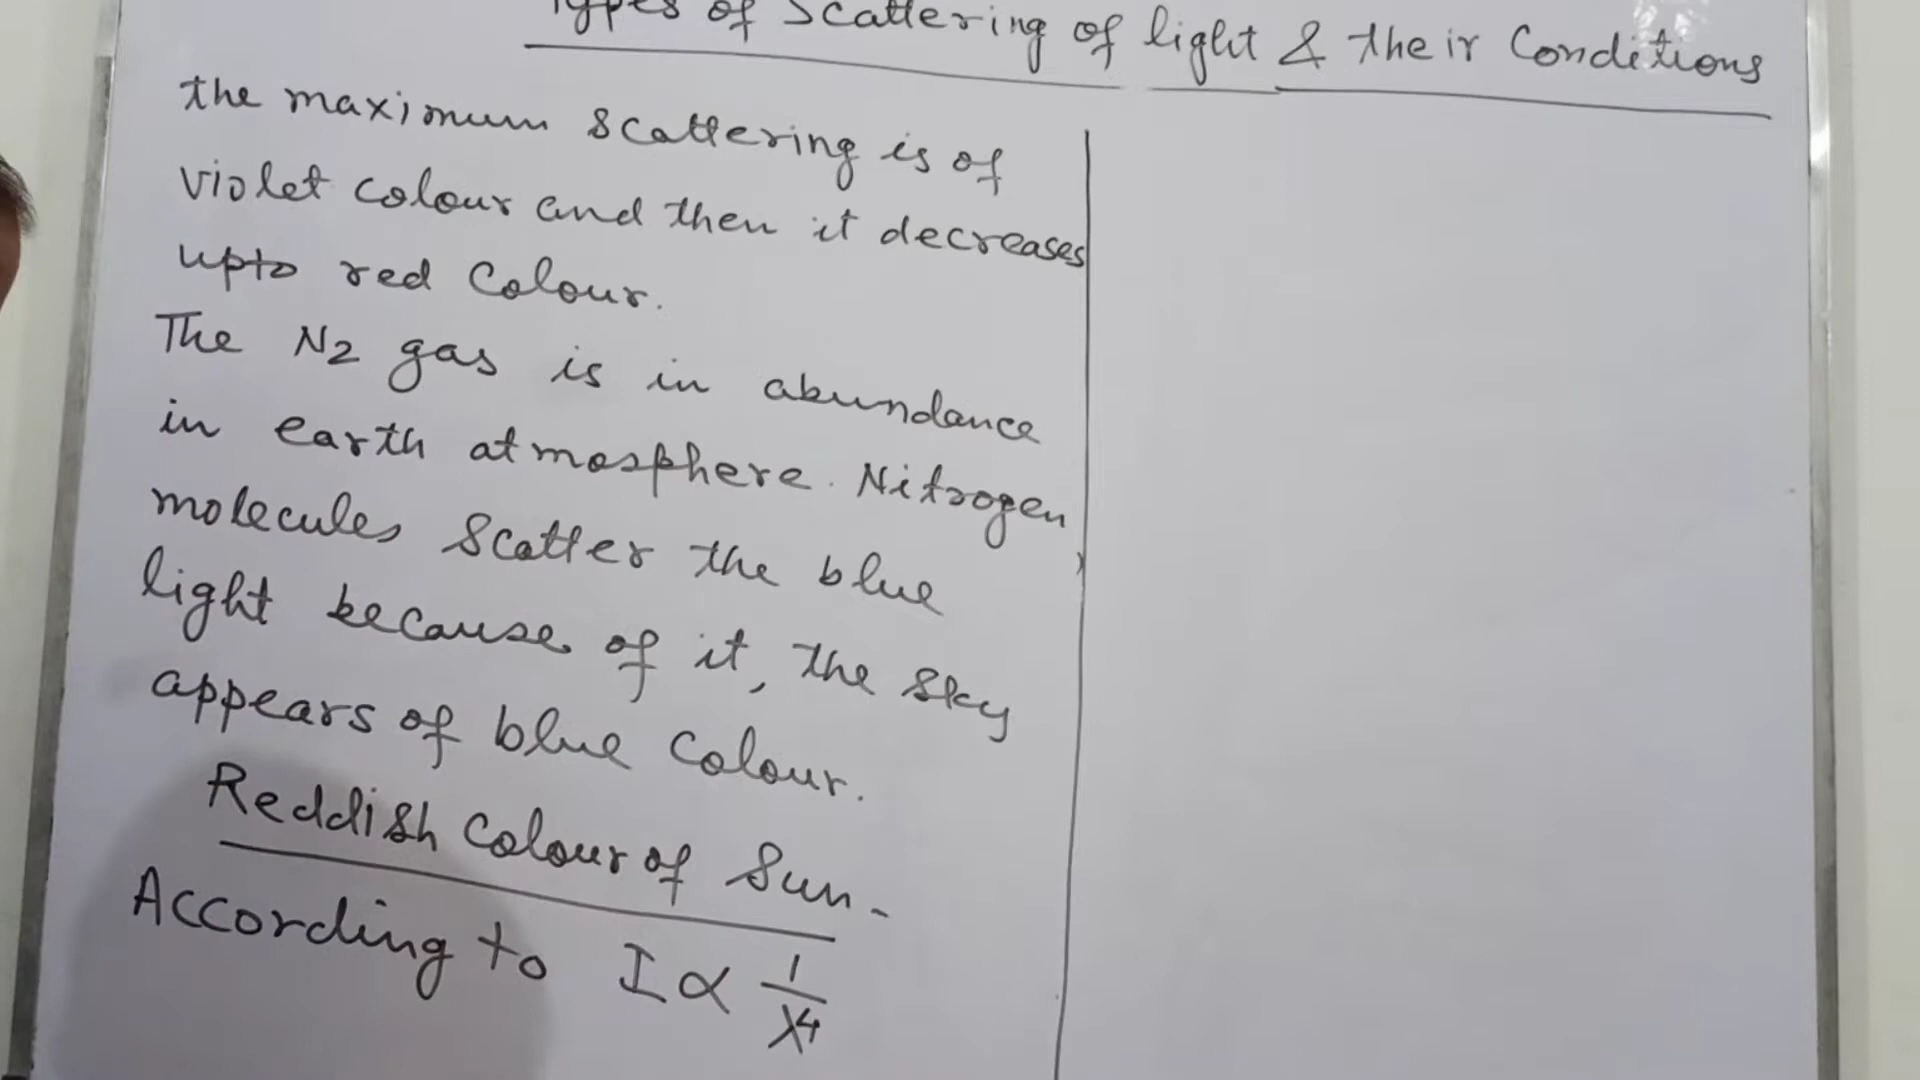 Types of Scattering of light & their Conditions
the maximum scattering is of
violet colour and then it decreases
upto red Colour.
The N2 gas is in abundance
in earth atmosphere. Nitrogen
molecules scatter the blue
light because of it, the sky
appears of blue colour.
Reddish colour of Sun-
According to I ∝ 1/λ⁴